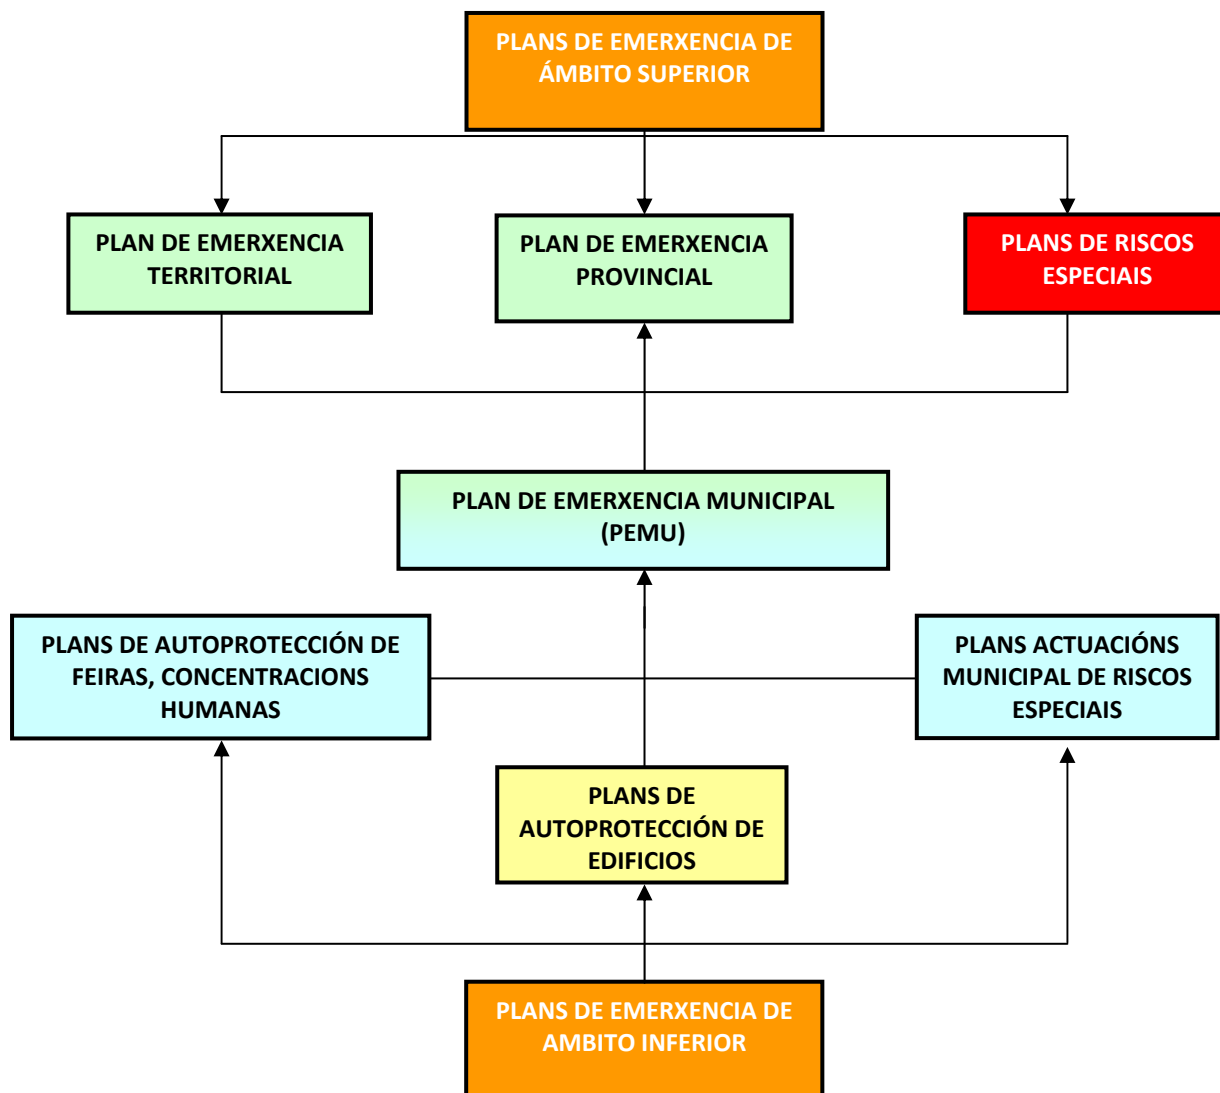 PLANS DE EMERXENCIA DE
ÁMBITO SUPERIOR
PLAN DE EMERXENCIA
TERRITORIAL
PLAN DE EMERXENCIA
PROVINCIAL
PLANS DE RISCOS
ESPECIAIS
PLAN DE EMERXENCIA MUNICIPAL
(PEMU)
PLANS DE AUTOPROTECCIÓN DE
FEIRAS, CONCENTRACIONS
HUMANAS
PLANS ACTUACIÓNS
MUNICIPAL DE RISCOS
ESPECIAIS
PLANS DE
AUTOPROTECCIÓN DE
EDIFICIOS
PLANS DE EMERXENCIA DE
AMBITO INFERIOR